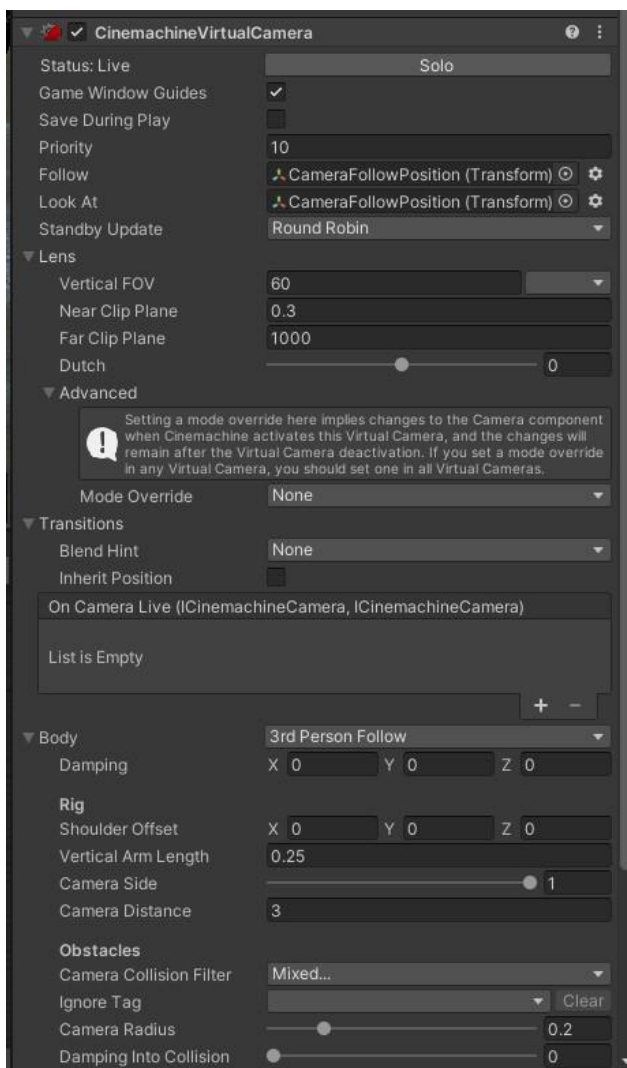 CinemachineVirtualCamera
Status: Live Solo
Game Window Guides
Save During Play
Priority 10
Follow CameraFollowPosition (Transform)
Look At CameraFollowPosition (Transform)
Standby Update Round Robin
Lens
Vertical FOV 60
Near Clip Plane 0.3
Far Clip Plane 1000
Dutch 0
Advanced
Setting a mode override here implies changes to the Camera component
when Cinemachine activates this Virtual Camera, and the changes will
remain after the Virtual Camera deactivation. If you set a mode override
in any Virtual Camera, you should set one in all Virtual Cameras.
Mode Override None
Transitions
Blend Hint None
Inherit Position
On Camera Live (ICinemachineCamera, ICinemachineCamera)
List is Empty
+ −
Body 3rd Person Follow
Damping X 0 Y 0 Z 0
Rig
Shoulder Offset X 0 Y 0 Z 0
Vertical Arm Length 0.25
Camera Side 1
Camera Distance 3
Obstacles
Camera Collision Filter Mixed...
Ignore Tag Clear
Camera Radius 0.2
Damping Into Collision 0